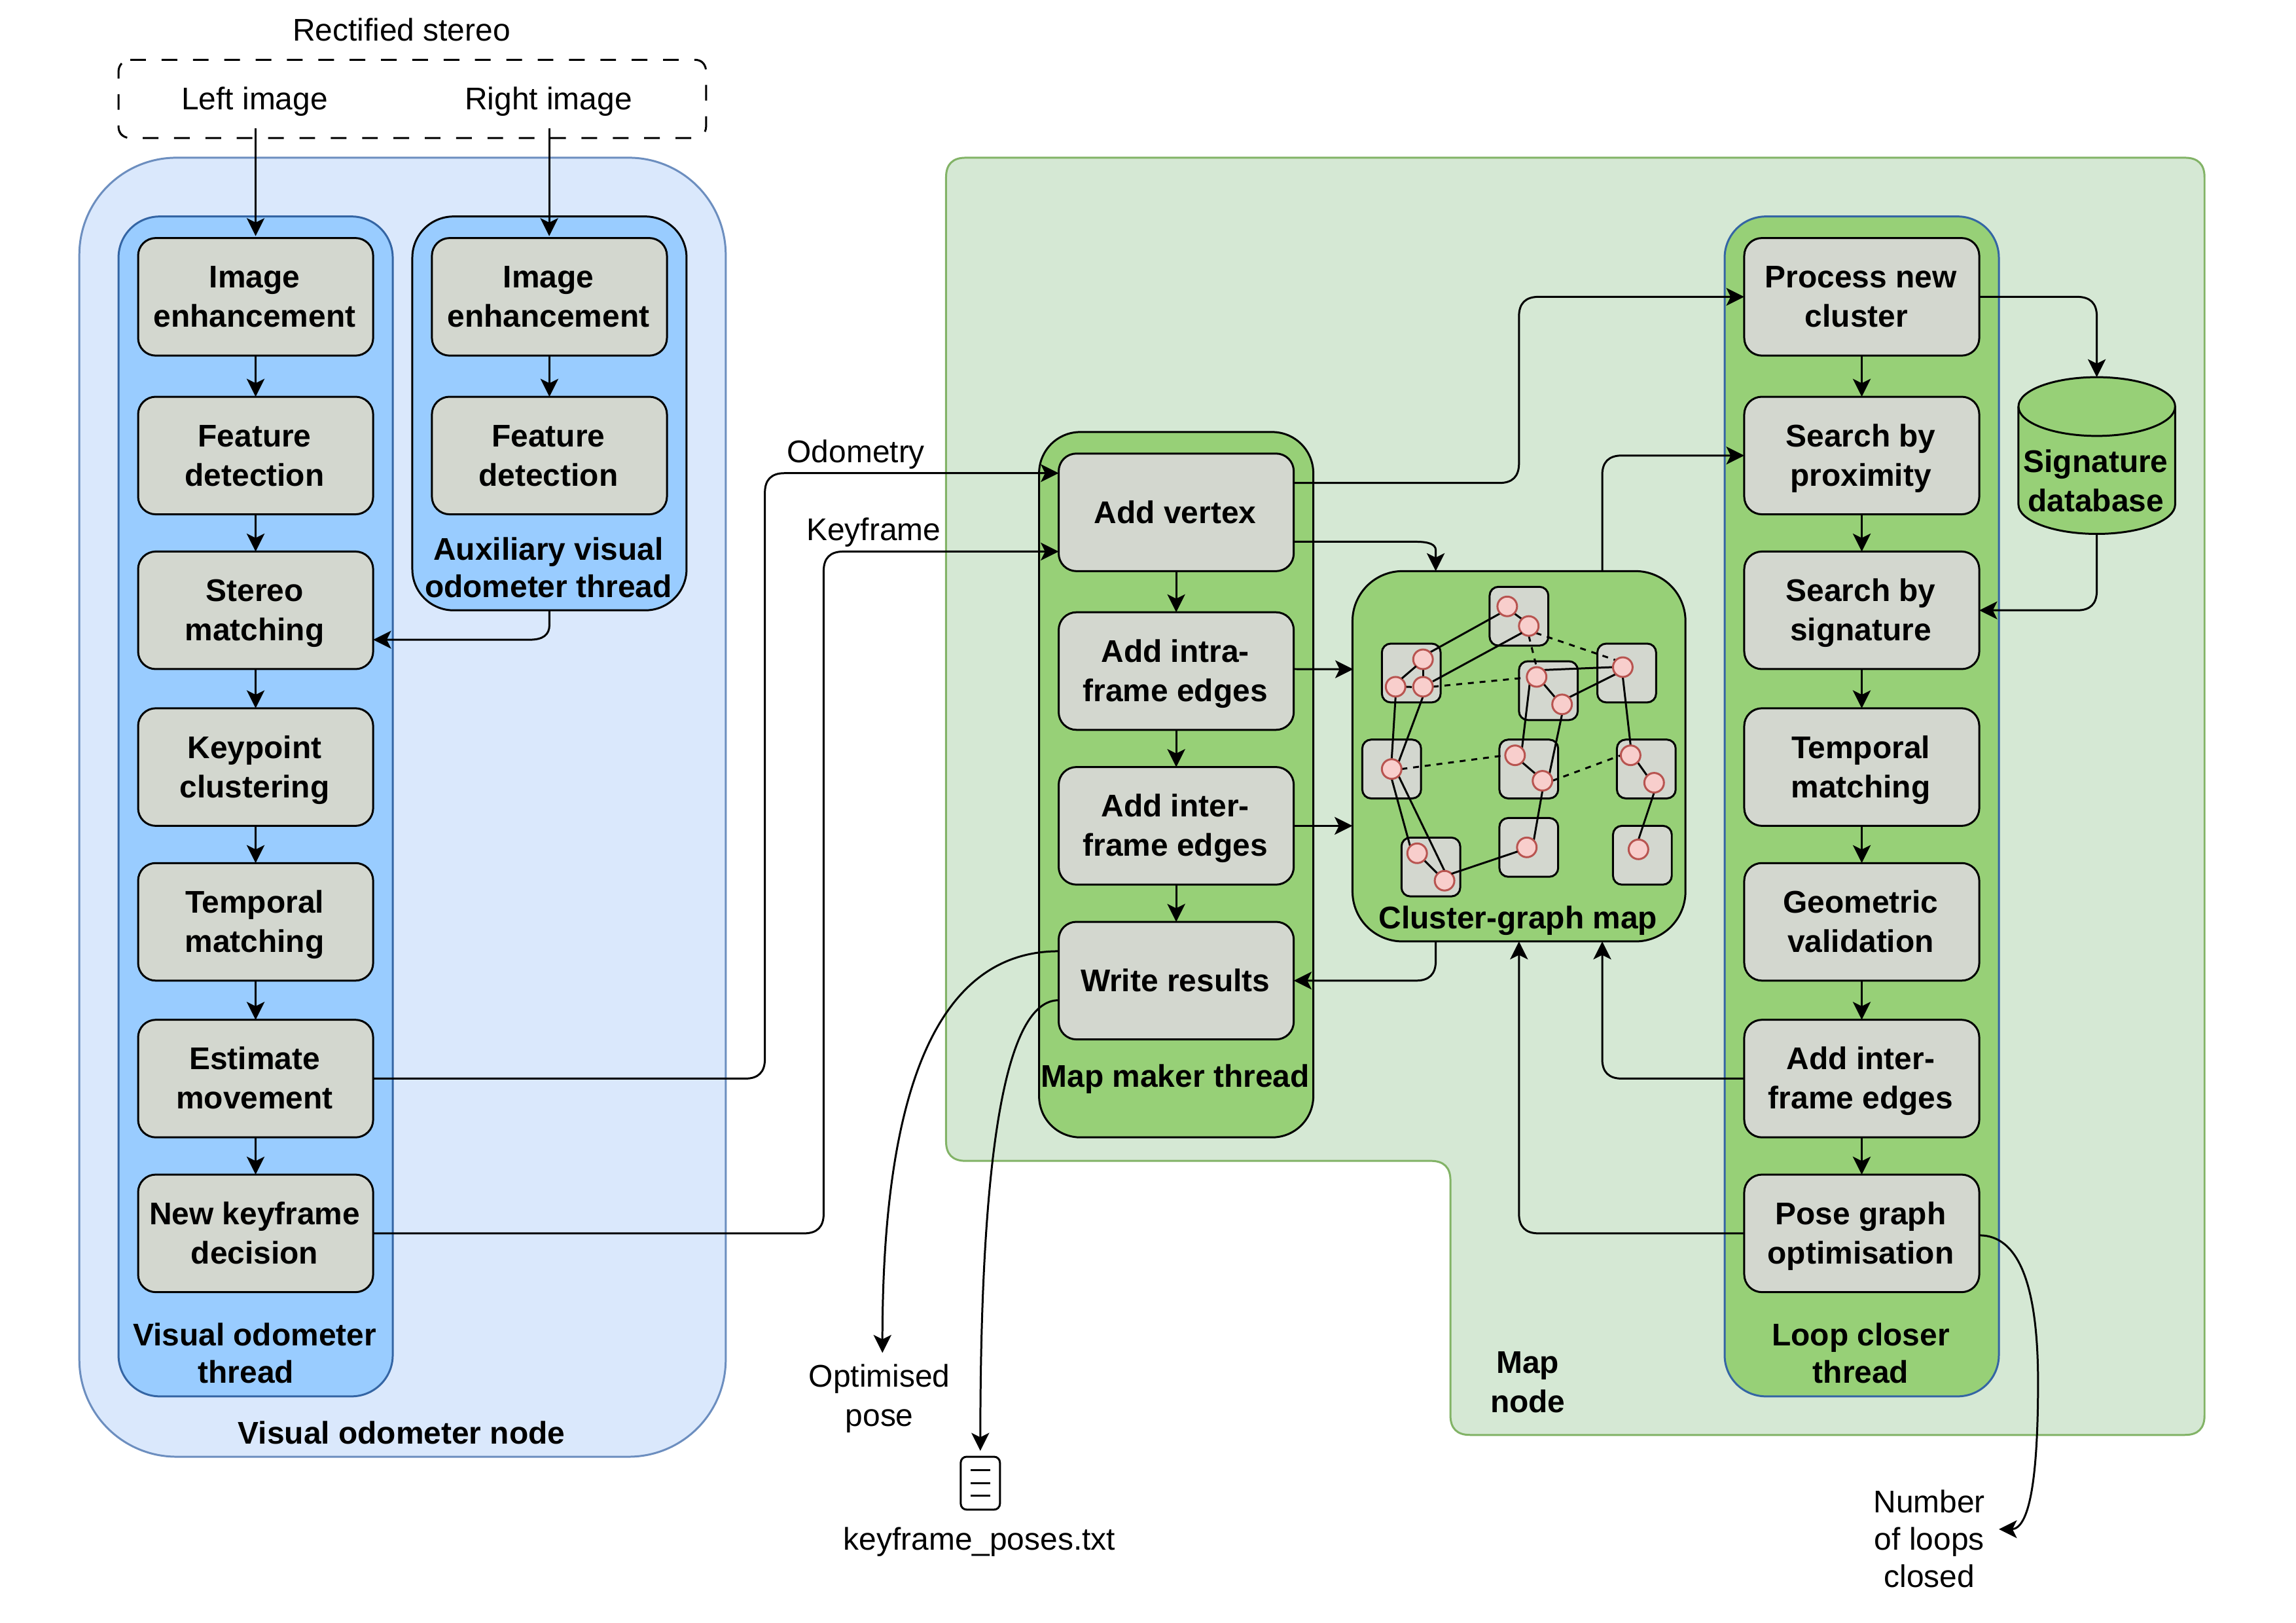 Rectified stereo
Left image
Right image
Image
enhancement
Feature
detection
Stereo
matching
Keypoint
clustering
Temporal
matching
Estimate
movement
New keyframe
decision
Visual odometer
thread
Image
enhancement
Feature
detection
Auxiliary visual
odometer thread
Visual odometer node
Odometry
Keyframe
Add vertex
Add intra-
frame edges
Add inter-
frame edges
Write results
Map maker thread
Cluster-graph map
Optimised
pose
keyframe_poses.txt
Process new
cluster
Search by
proximity
Search by
signature
Temporal
matching
Geometric
validation
Add inter-
frame edges
Pose graph
optimisation
Loop closer
thread
Signature
database
Map
node
Number
of loops
closed